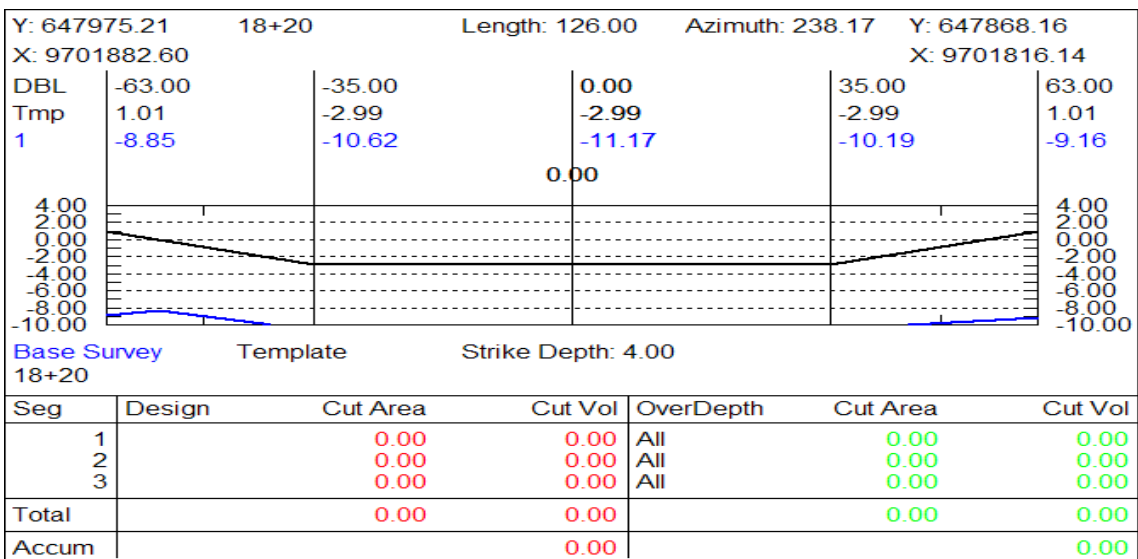 Y: 647975.21 18+20 Length: 126.00 Azimuth: 238.17 Y: 647868.16
X: 9701882.60 X: 9701816.14
DBL -63.00 -35.00 0.00 35.00 63.00
Tmp 1.01 -2.99 -2.99 -2.99 1.01
1 -8.85 -10.62 -11.17 -10.19 -9.16
0.00
4.00 4.00
2.00 2.00
0.00 0.00
-2.00 -2.00
-4.00 -4.00
-6.00 -6.00
-8.00 -8.00
-10.00 -10.00
Base Survey Template Strike Depth: 4.00
18+20
Seg Design Cut Area Cut Vol OverDepth Cut Area Cut Vol
1 0.00 0.00 All 0.00 0.00
2 0.00 0.00 All 0.00 0.00
3 0.00 0.00 All 0.00 0.00
Total 0.00 0.00 0.00 0.00
Accum 0.00 0.00